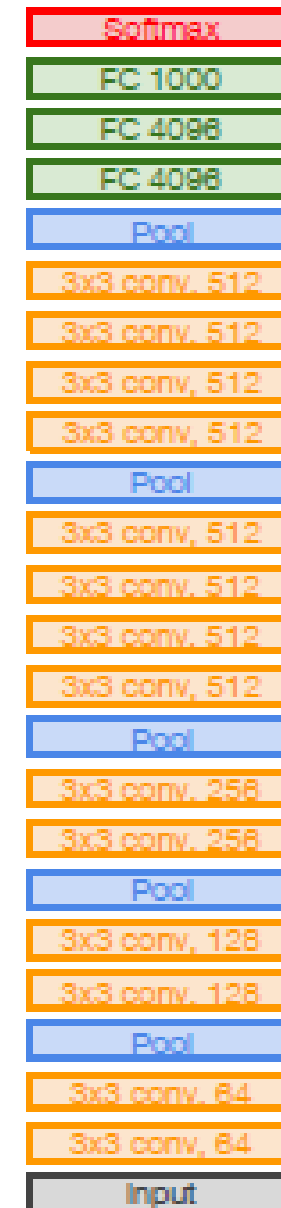 Softmax
FC 1000
FC 4096
FC 4096
Pool
3x3 conv, 512
3x3 conv, 512
3x3 conv, 512
3x3 conv, 512
Pool
3x3 conv, 512
3x3 conv, 512
3x3 conv, 512
3x3 conv, 512
Pool
3x3 conv, 256
3x3 conv, 256
Pool
3x3 conv, 128
3x3 conv, 128
Pool
3x3 conv, 64
3x3 conv, 64
Input